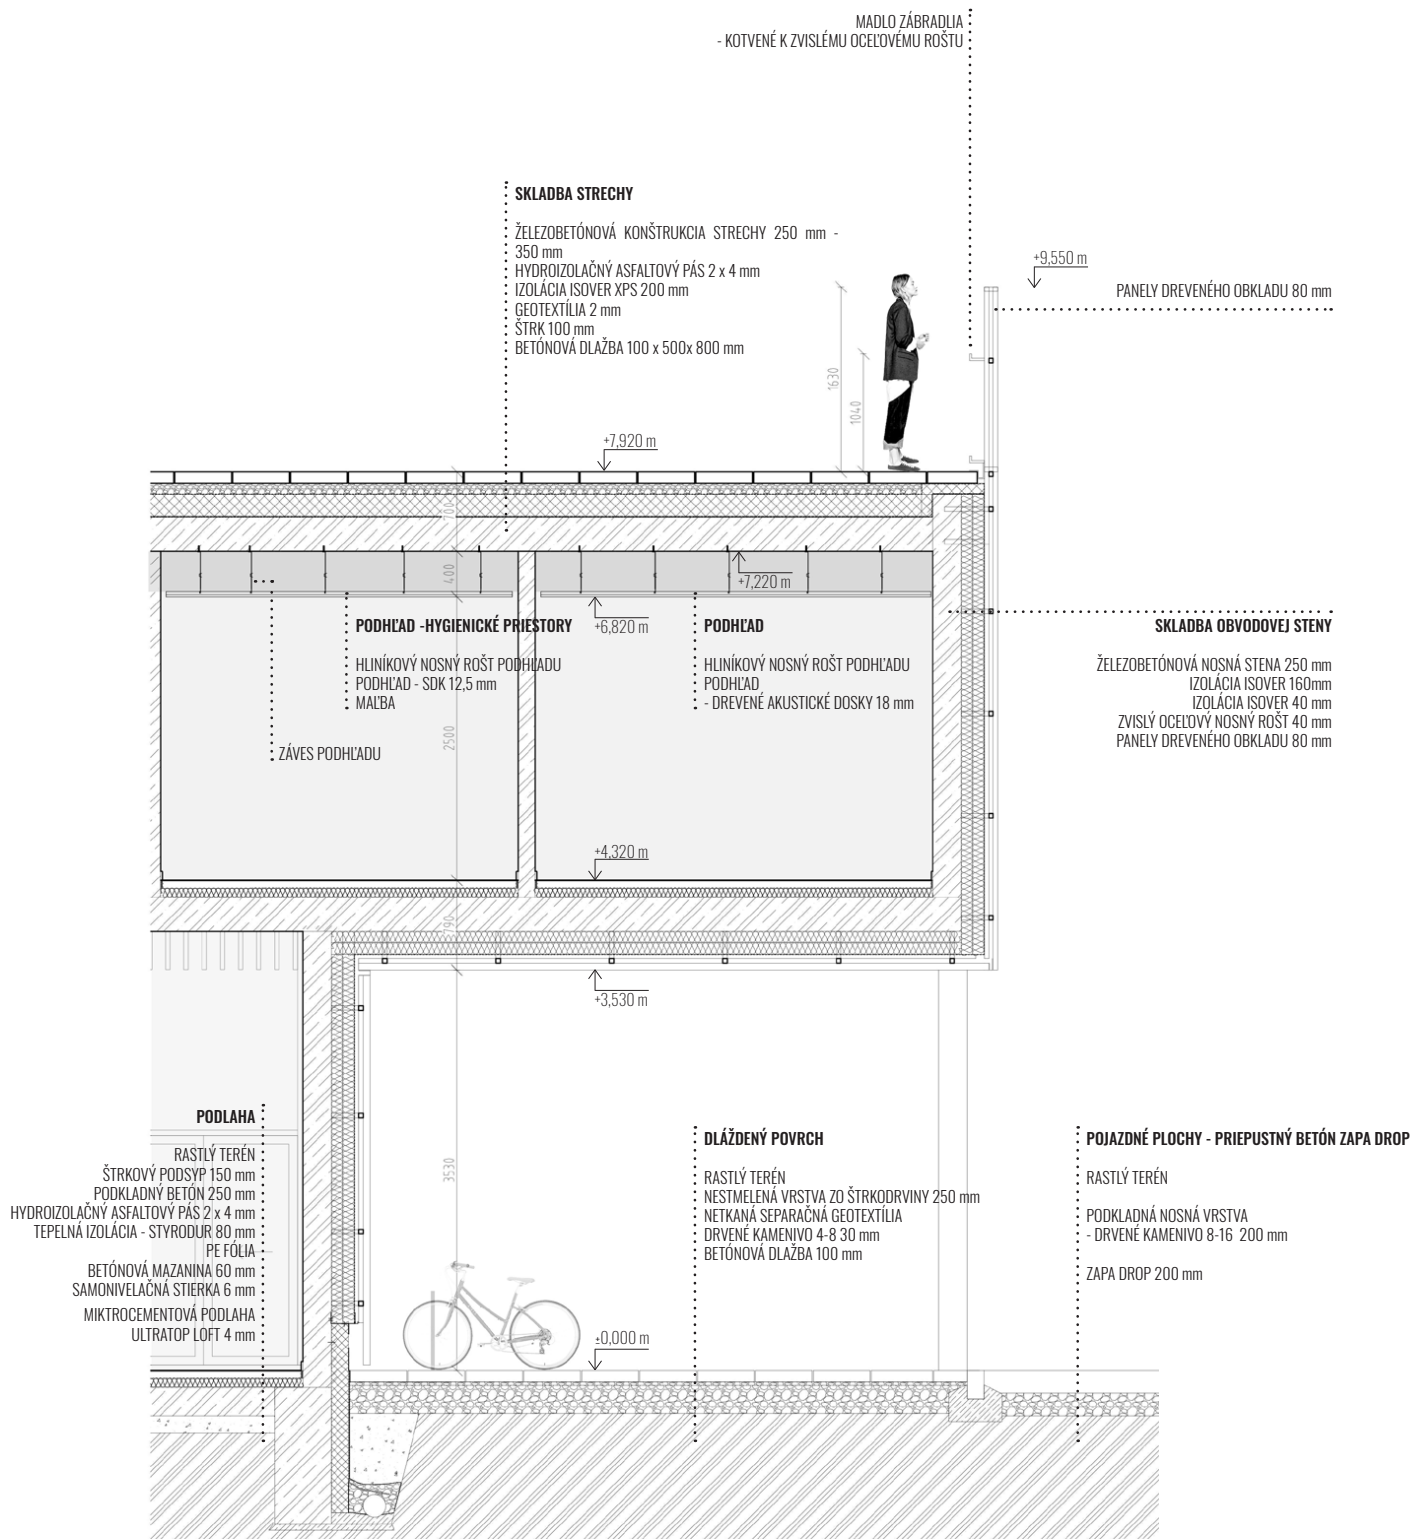 MADLO ZÁBRADLIA
- KOTVENÉ K ZVISLÉMU OCEĽOVÉMU ROŠTU
SKLADBA STRECHY
ŽELEZOBETÓNOVÁ KONŠTRUKCIA STRECHY 250 mm -
350 mm
HYDROIZOLAČNÝ ASFALTOVÝ PÁS 2 x 4 mm
IZOLÁCIA ISOVER XPS 200 mm
GEOTEXTÍLIA 2 mm
ŠTRK 100 mm
BETÓNOVÁ DLAŽBA 100 x 500x 800 mm
+9,550 m
PANELY DREVENÉHO OBKLADU 80 mm
1630
1040
+7,920 m
700
400
+7,220 m
+6,820 m
PODHĽAD -HYGIENICKÉ PRIESTORY
HLINÍKOVÝ NOSNÝ ROŠT PODHĽADU
PODHĽAD - SDK 12,5 mm
MAĽBA
ZÁVES PODHĽADU
2500
PODHĽAD
HLINÍKOVÝ NOSNÝ ROŠT PODHĽADU
PODHĽAD
- DREVENÉ AKUSTICKÉ DOSKY 18 mm
SKLADBA OBVODOVEJ STENY
ŽELEZOBETÓNOVÁ NOSNÁ STENA 250 mm
IZOLÁCIA ISOVER 160mm
IZOLÁCIA ISOVER 40 mm
ZVISLÝ OCEĽOVÝ NOSNÝ ROŠT 40 mm
PANELY DREVENÉHO OBKLADU 80 mm
+4,320 m
790
+3,530 m
3530
PODLAHA
RASTLÝ TERÉN
ŠTRKOVÝ PODSYP 150 mm
PODKLADNÝ BETÓN 250 mm
HYDROIZOLAČNÝ ASFALTOVÝ PÁS 2 x 4 mm
TEPELNÁ IZOLÁCIA - STYRODUR 80 mm
PE FÓLIA
BETÓNOVÁ MAZANINA 60 mm
SAMONIVELAČNÁ STIERKA 6 mm
MIKTROCEMENTOVÁ PODLAHA
ULTRATOP LOFT 4 mm
±0,000 m
DLÁŽDENÝ POVRCH
RASTLÝ TERÉN
NESTMELENÁ VRSTVA ZO ŠTRKODRVINY 250 mm
NETKANÁ SEPARAČNÁ GEOTEXTÍLIA
DRVENÉ KAMENIVO 4-8 30 mm
BETÓNOVÁ DLAŽBA 100 mm
POJAZDNÉ PLOCHY - PRIEPUSTNÝ BETÓN ZAPA DROP
RASTLÝ TERÉN
PODKLADNÁ NOSNÁ VRSTVA
- DRVENÉ KAMENIVO 8-16 200 mm
ZAPA DROP 200 mm